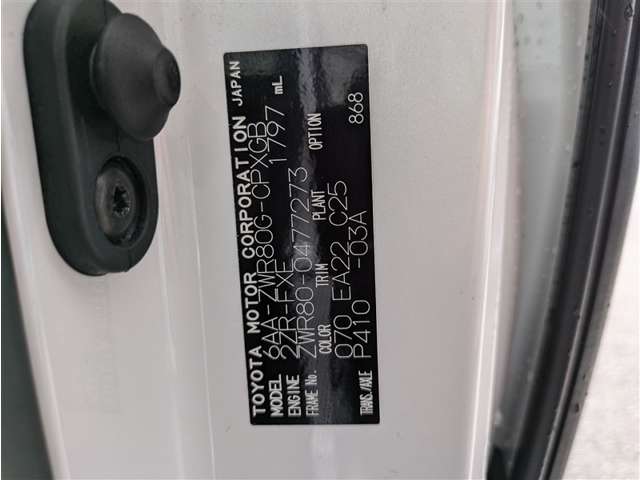 TOYOTA MOTOR CORPORATION JAPAN
MODEL 6AA-ZWR80G-CPXGB
ENGINE 2ZR-FXE 1797 mL
FRAME No. ZWR80-0477273
COLOR TRIM PLANT OPTION
070 EA22 C25 868
TRANS./AXLE P410 -03A